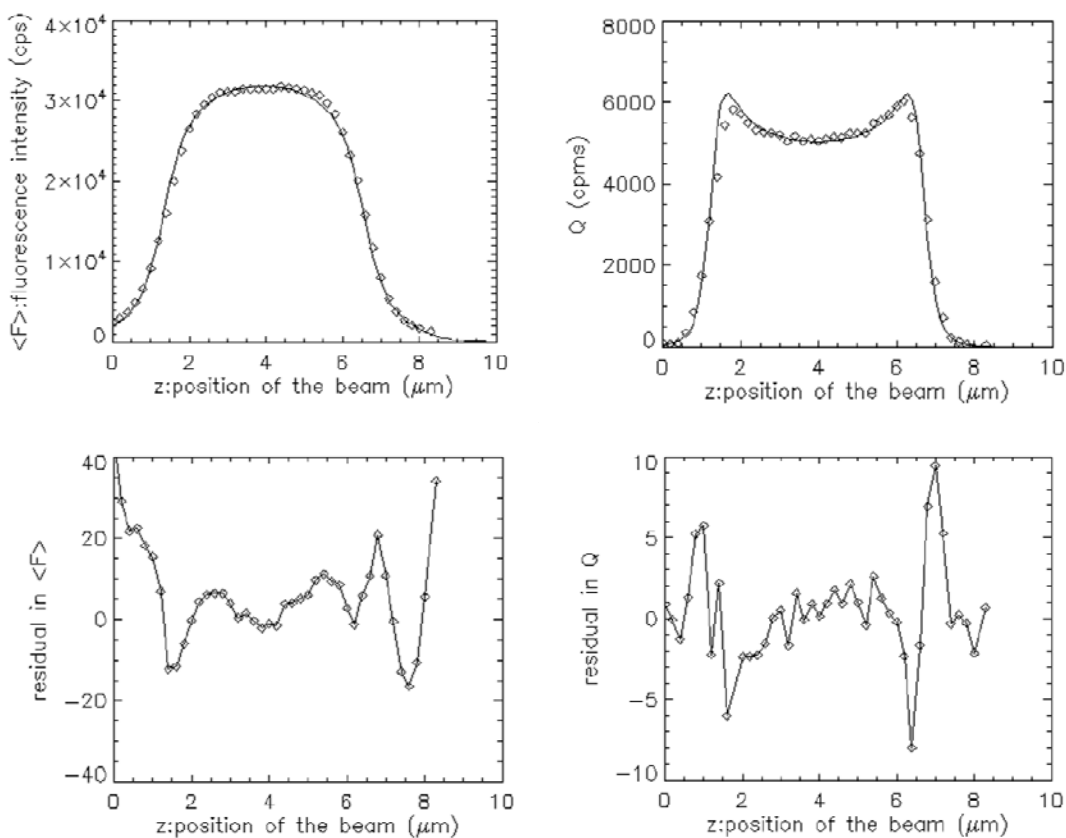 <F>:fluorescence intensity (cps)
4×10⁴
3×10⁴
2×10⁴
1×10⁴
0
0 2 4 6 8 10
z:position of the beam (μm)
Q (cpms)
8000
6000
4000
2000
0
0 2 4 6 8 10
z:position of the beam (μm)
residual in <F>
40
20
0
−20
−40
0 2 4 6 8 10
z:position of the beam (μm)
residual in Q
10
5
0
−5
−10
0 2 4 6 8 10
z:position of the beam (μm)